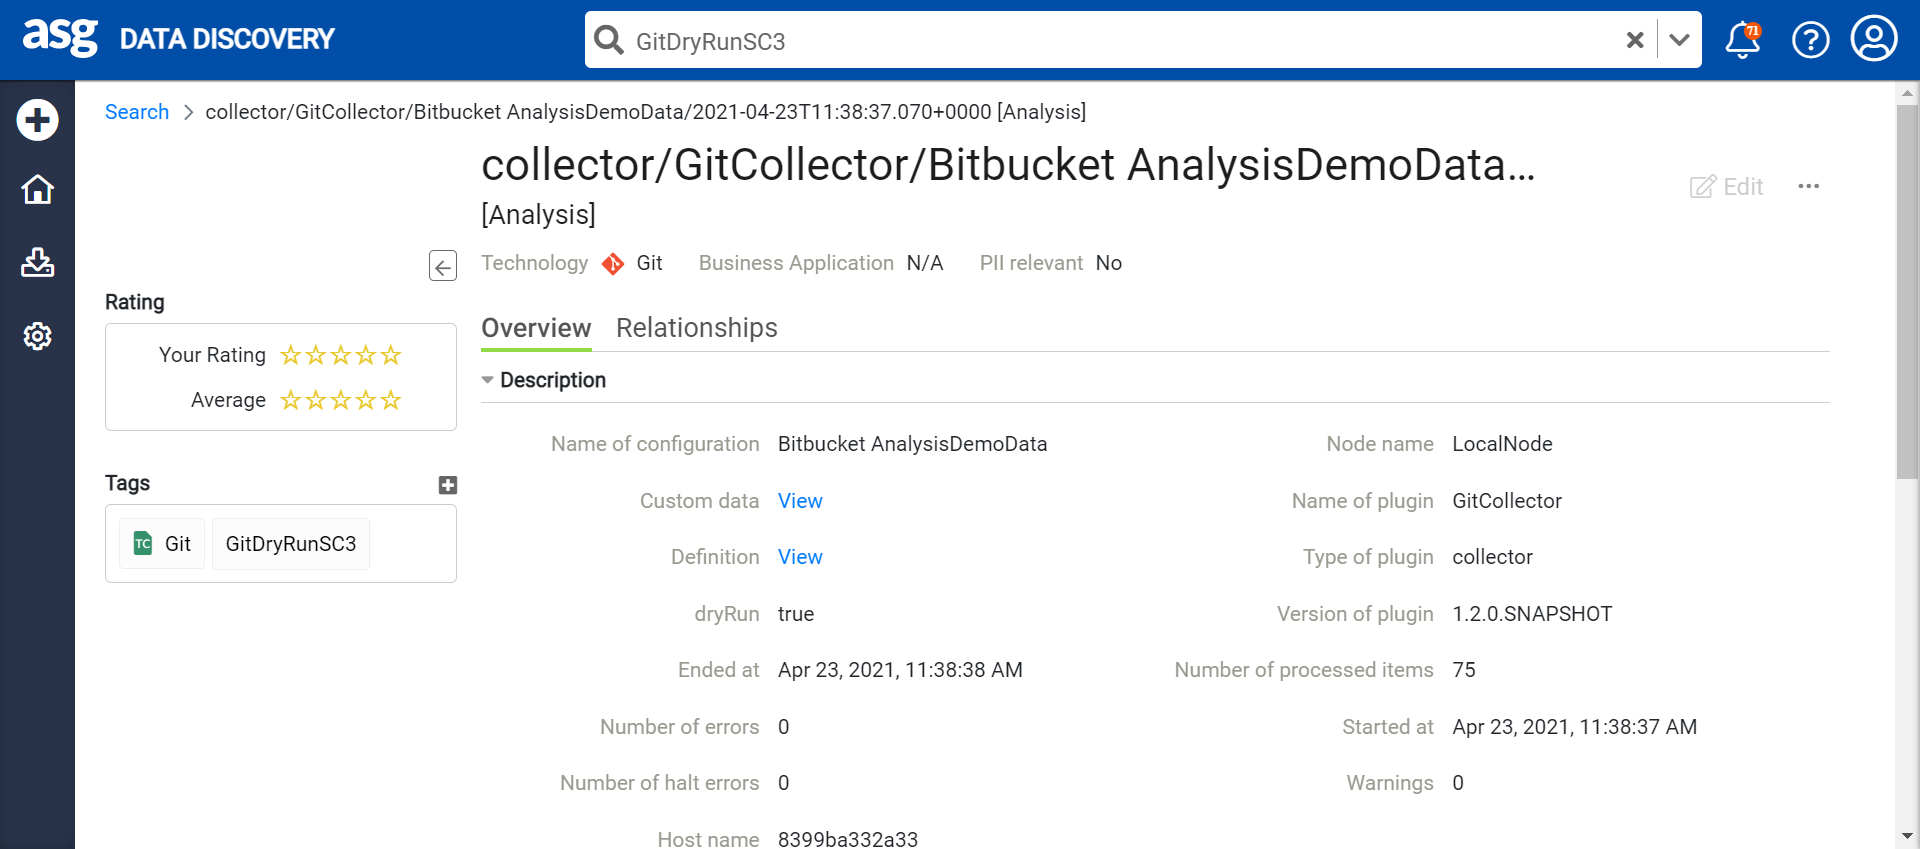 asg DATA DISCOVERY
GitDryRunSC3
71
Search > collector/GitCollector/Bitbucket AnalysisDemoData/2021-04-23T11:38:37.070+0000 [Analysis]
collector/GitCollector/Bitbucket AnalysisDemoData...
[Analysis]
Edit
Technology Git Business Application N/A PII relevant No
Rating
Your Rating
Average
Tags
TC Git GitDryRunSC3
Overview Relationships
Description
Name of configuration Bitbucket AnalysisDemoData
Node name LocalNode
Custom data View
Name of plugin GitCollector
Definition View
Type of plugin collector
dryRun true
Version of plugin 1.2.0.SNAPSHOT
Ended at Apr 23, 2021, 11:38:38 AM
Number of processed items 75
Number of errors 0
Started at Apr 23, 2021, 11:38:37 AM
Number of halt errors 0
Warnings 0
Host name 8399ba332a33